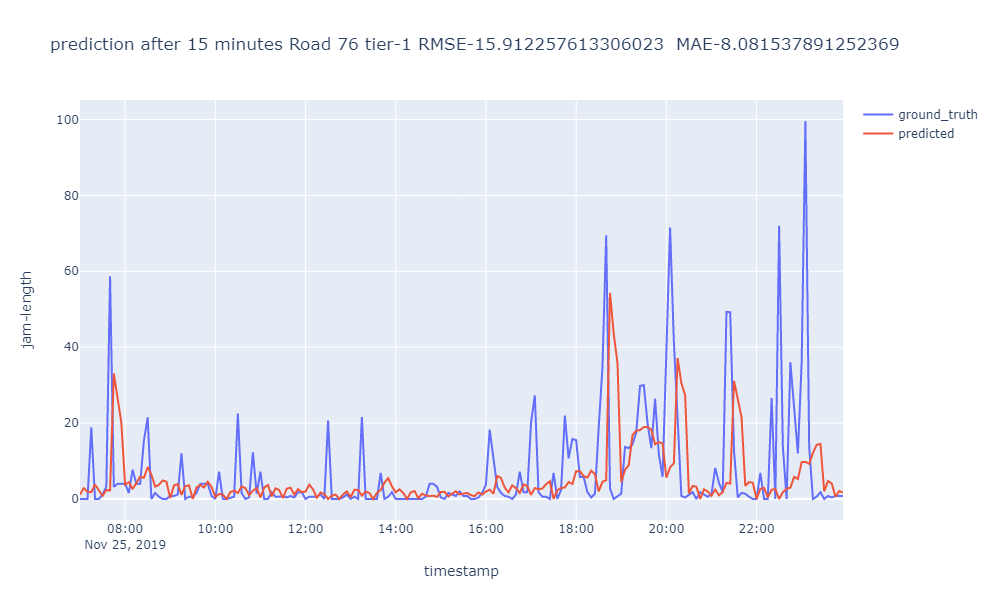 prediction after 15 minutes Road 76 tier-1 RMSE-15.912257613306023  MAE-8.081537891252369
ground_truth
predicted
jam-length
100
80
60
40
20
0
08:00 10:00 12:00 14:00 16:00 18:00 20:00 22:00
Nov 25, 2019
timestamp